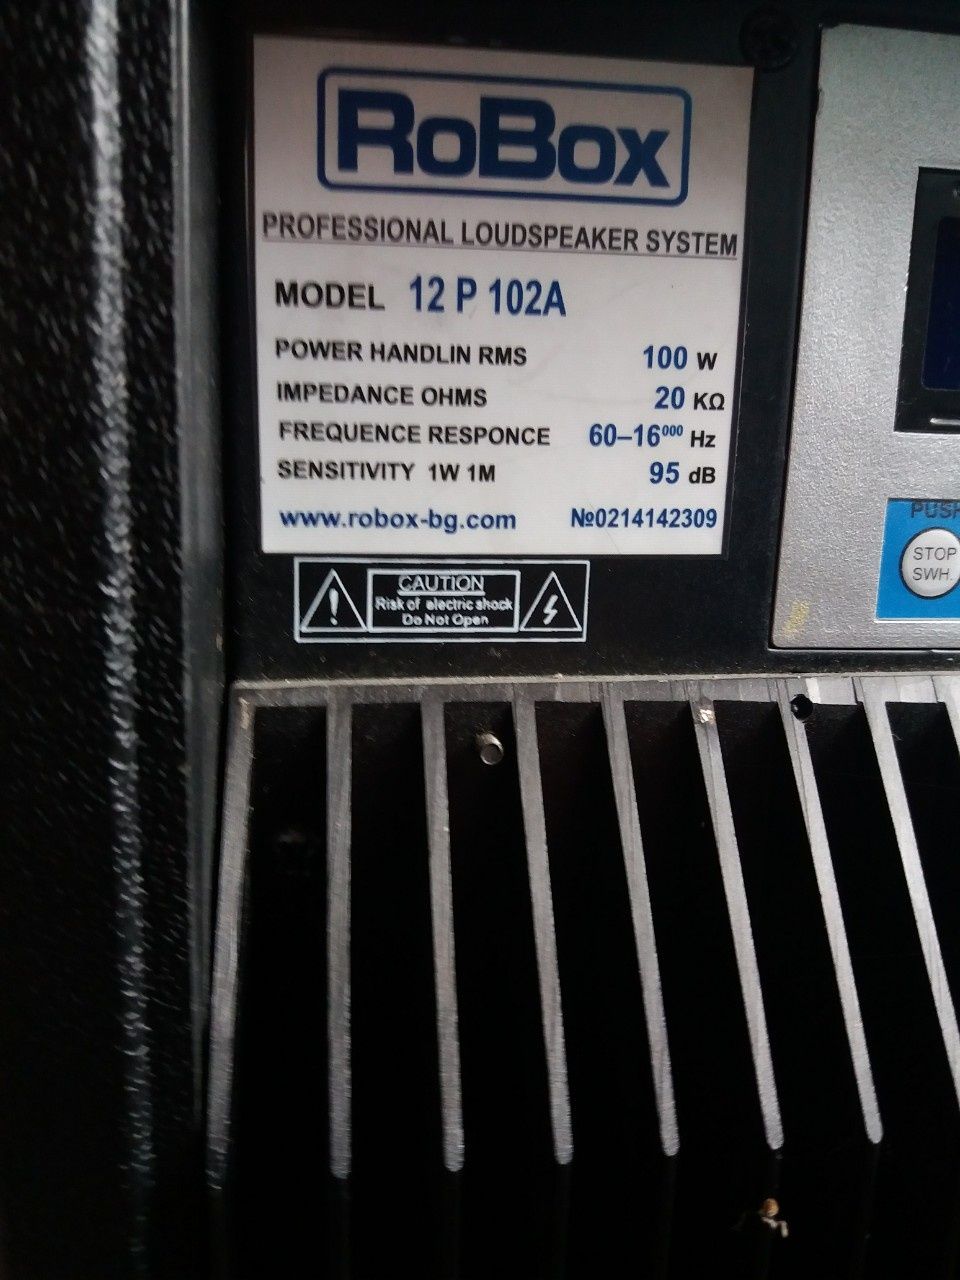 RoBox
PROFESSIONAL LOUDSPEAKER SYSTEM
MODEL 12 P 102A
POWER HANDLIN RMS 100 W
IMPEDANCE OHMS 20 KΩ
FREQUENCE RESPONCE 60–16⁰⁰⁰ Hz
SENSITIVITY 1W 1M 95 dB
www.robox-bg.com №0214142309
CAUTION
Risk of electric shock
Do Not Open
PUSH
STOP
SWH.